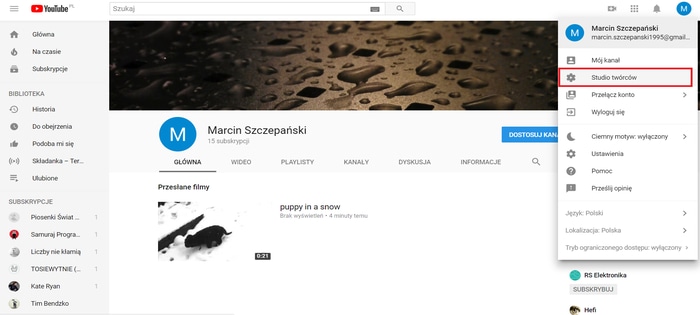 YouTube PL
Szukaj
M
Główna
Na czasie
Subskrypcje
BIBLIOTEKA
Historia
Do obejrzenia
Podoba mi się
Składanka – Ter...
Ulubione
SUBSKRYPCJE
Piosenki Świat ... 1
Samuraj Progra... 1
Liczby nie kłamią 1
TOSIEWYTNIE (... 1
Kate Ryan 1
Tim Bendzko
M
Marcin Szczepański
15 subskrypcji
DOSTOSUJ KANA
GŁÓWNA WIDEO PLAYLISTY KANAŁY DYSKUSJA INFORMACJE
Przesłane filmy
0:21
puppy in a snow
Brak wyświetleń • 4 minuty temu
M
Marcin Szczepański
marcin.szczepanski1995@gmail...
Mój kanał
Studio twórców
Przełącz konto
Wyloguj się
Ciemny motyw: wyłączony
Ustawienia
Pomoc
Prześlij opinię
Język: Polski
Lokalizacja: Polska
Tryb ograniczonego dostępu: wyłączony
RS Elektronika
SUBSKRYBUJ
Hefi